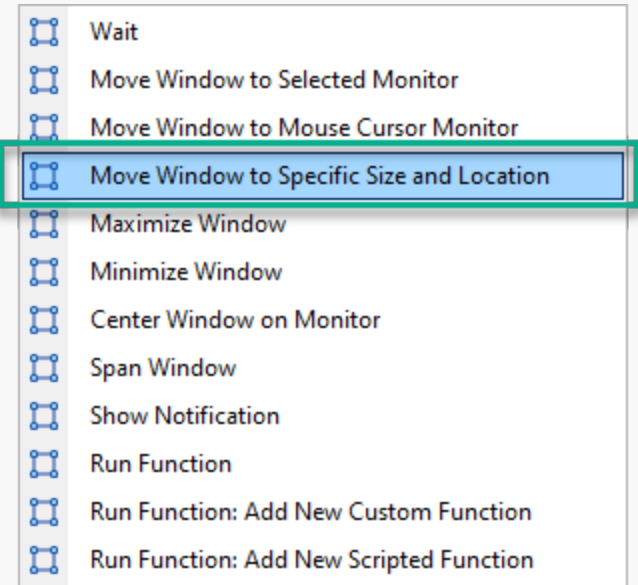 Wait
Move Window to Selected Monitor
Move Window to Mouse Cursor Monitor
Move Window to Specific Size and Location
Maximize Window
Minimize Window
Center Window on Monitor
Span Window
Show Notification
Run Function
Run Function: Add New Custom Function
Run Function: Add New Scripted Function